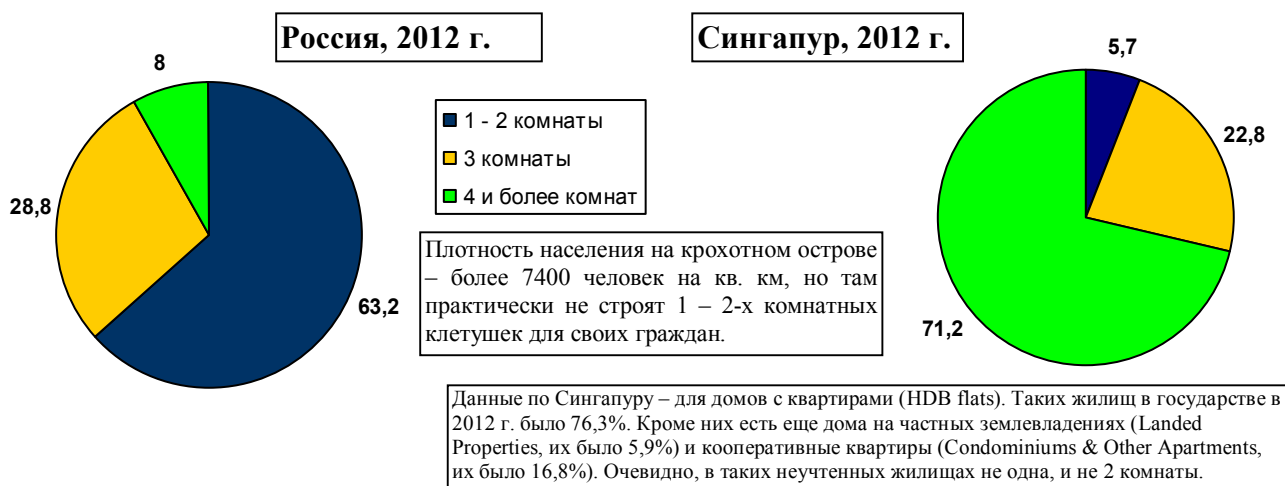 Россия, 2012 г.
8
28,8
63,2
1 - 2 комнаты
3 комнаты
4 и более комнат
Сингапур, 2012 г.
5,7
22,8
71,2
Плотность населения на крохотном острове
– более 7400 человек на кв. км, но там
практически не строят 1 – 2-х комнатных
клетушек для своих граждан.
Данные по Сингапуру – для домов с квартирами (HDB flats). Таких жилищ в государстве в
2012 г. было 76,3%. Кроме них есть еще дома на частных землевладениях (Landed
Properties, их было 5,9%) и кооперативные квартиры (Condominiums & Other Apartments,
их было 16,8%). Очевидно, в таких неучтенных жилищах не одна, и не 2 комнаты.